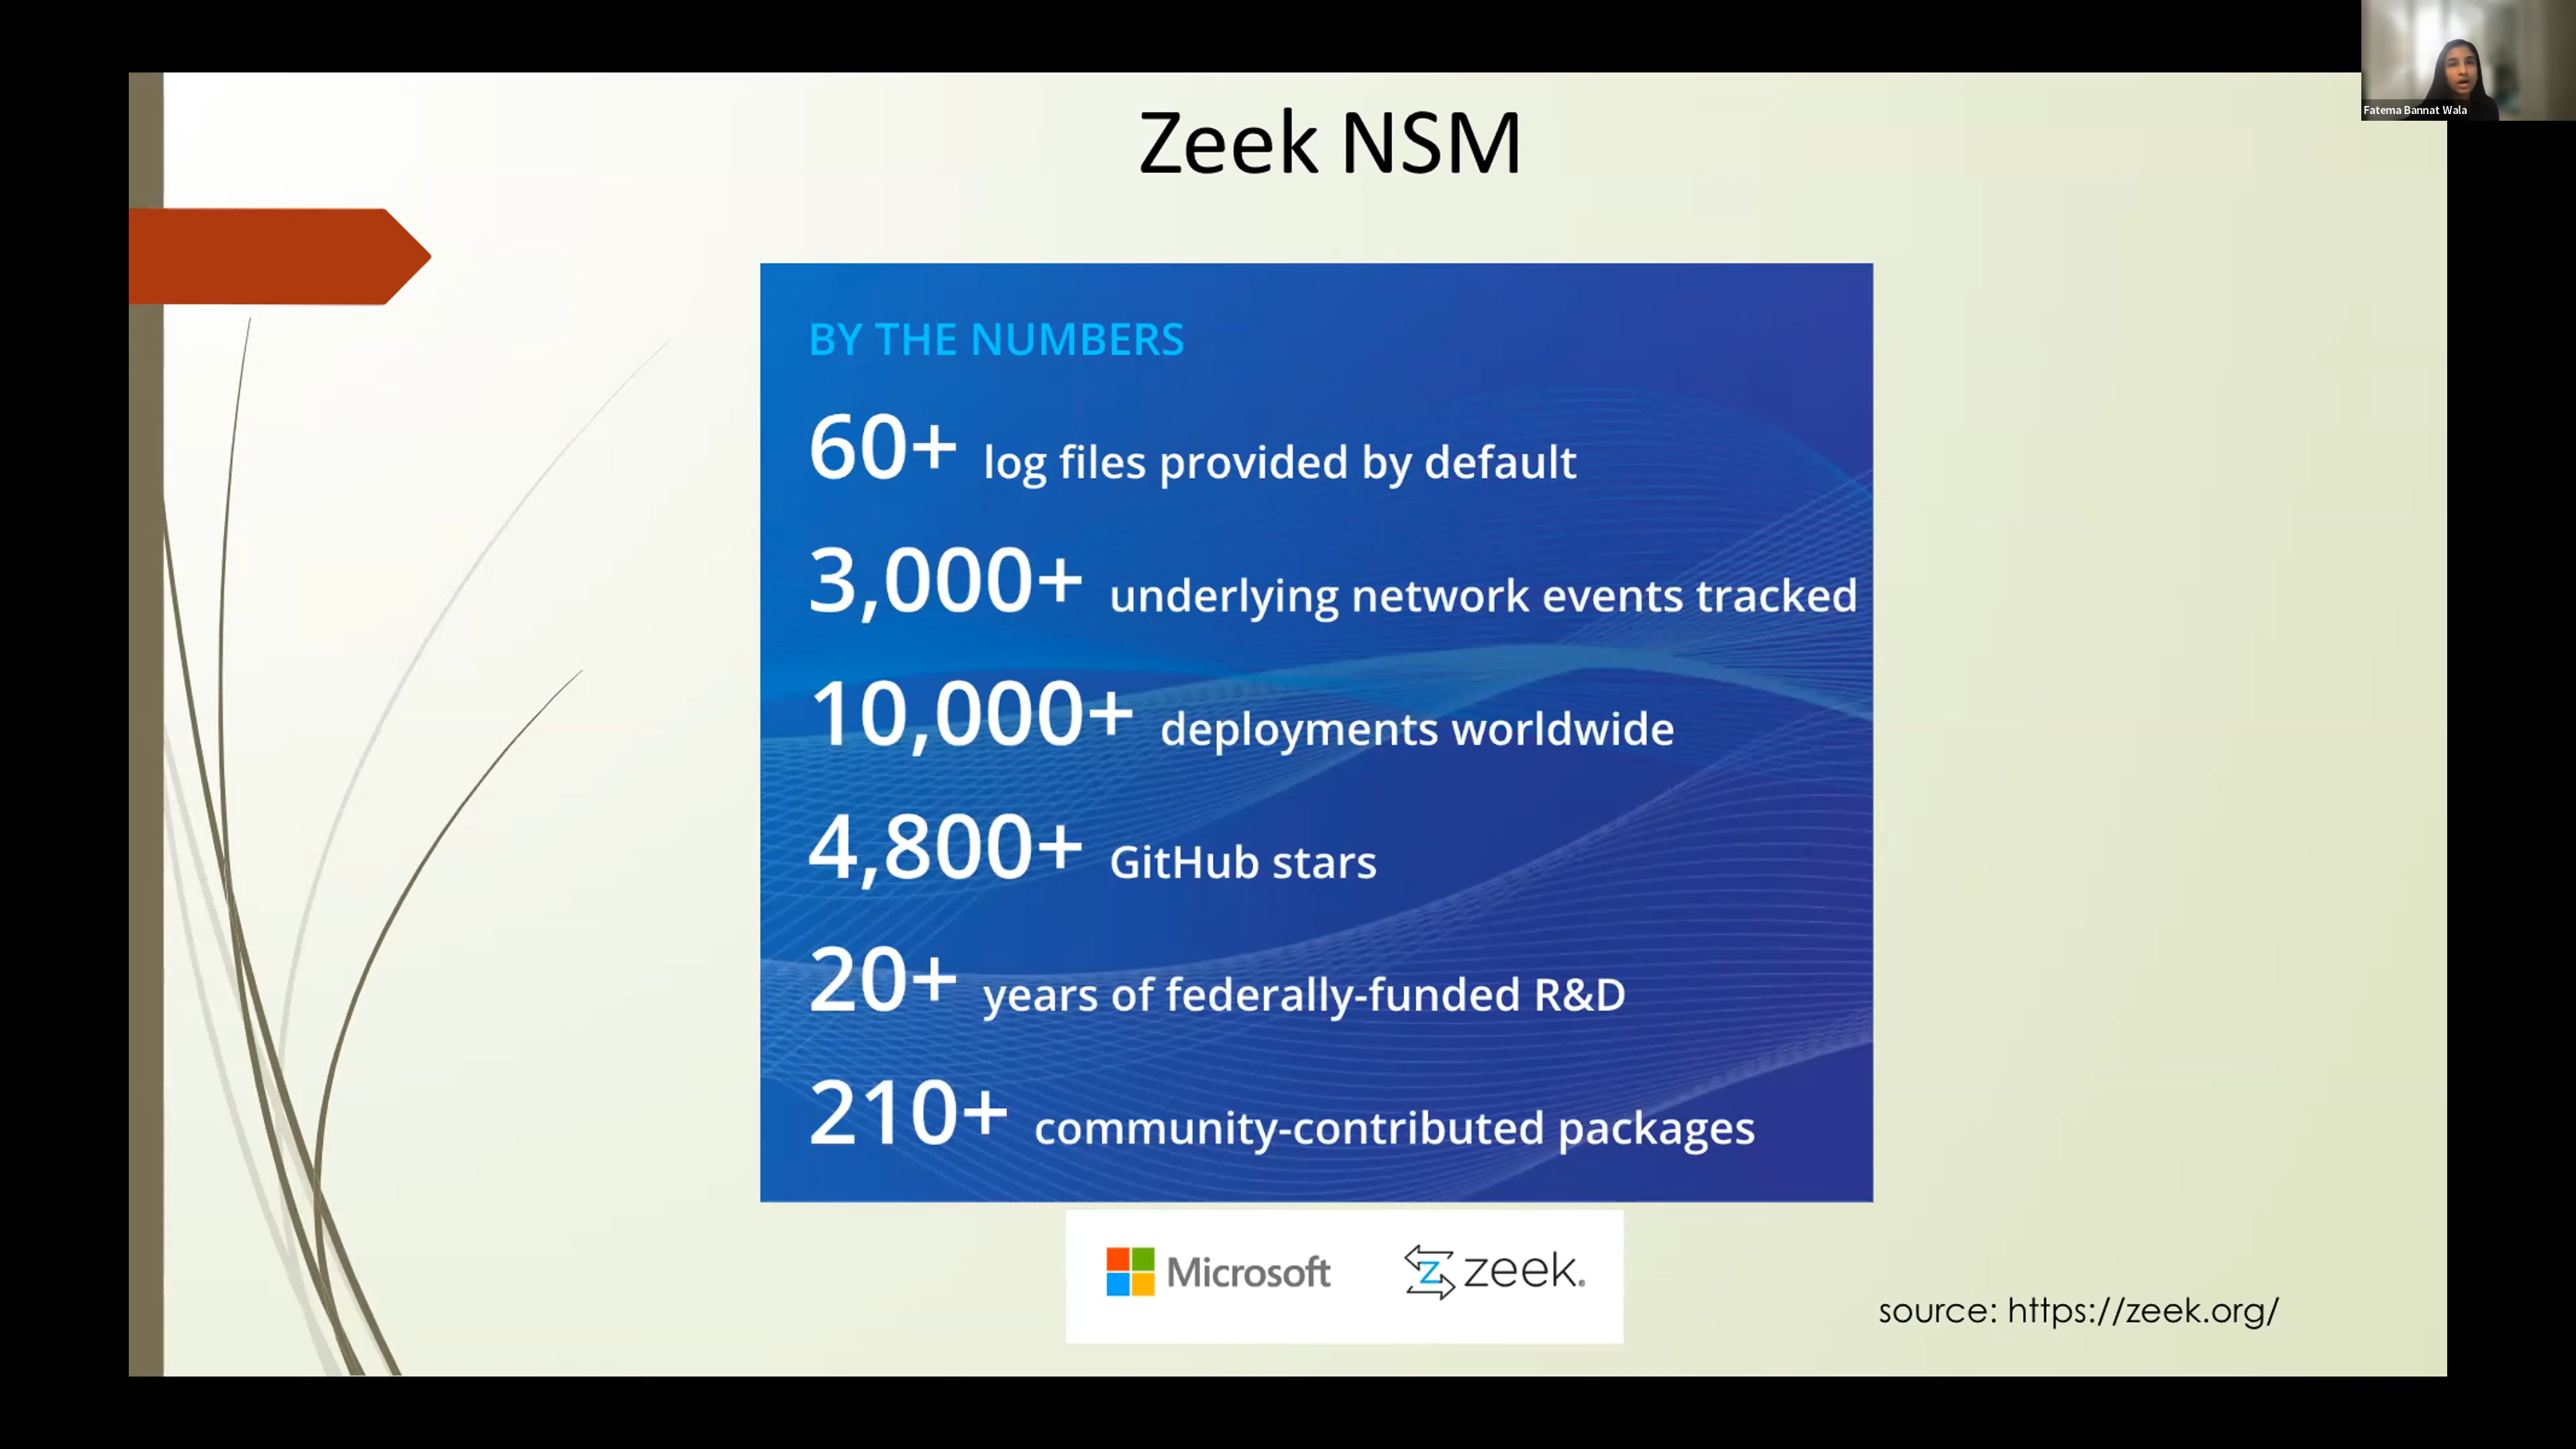 Fatema Bannat Wala
Zeek NSM
BY THE NUMBERS
60+ log files provided by default
3,000+ underlying network events tracked
10,000+ deployments worldwide
4,800+ GitHub stars
20+ years of federally-funded R&D
210+ community-contributed packages
Microsoft
zeek®
source: https://zeek.org/